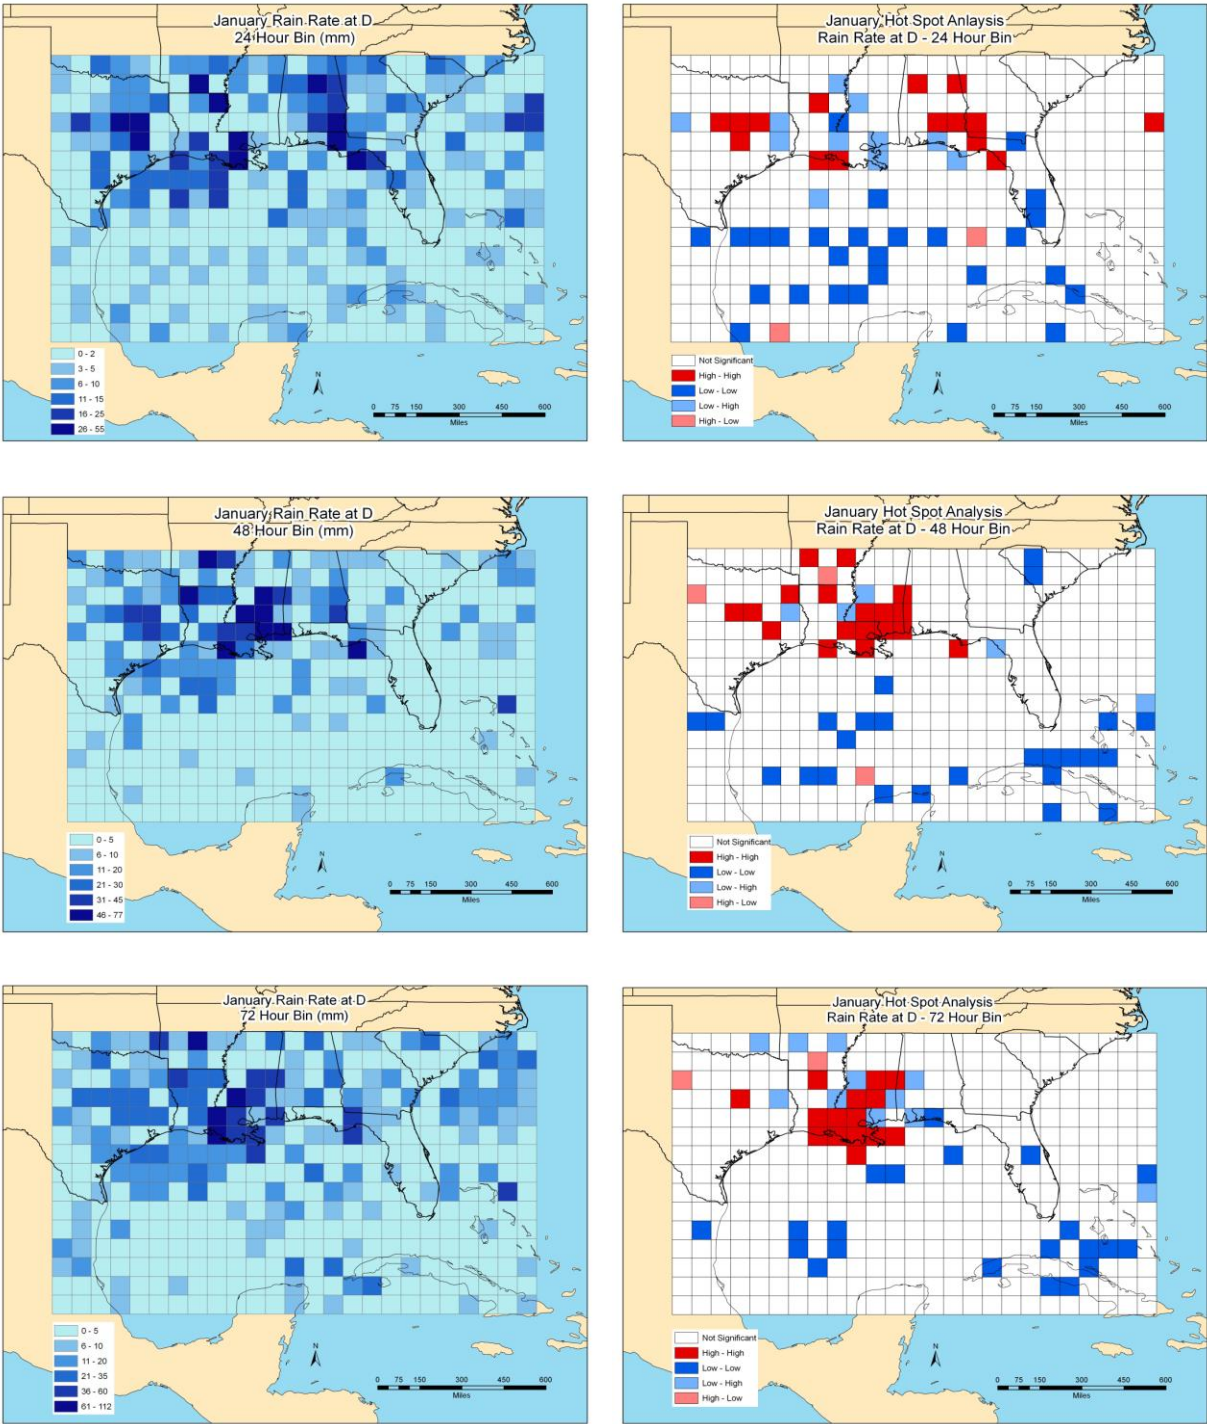 January Rain Rate at D
24 Hour Bin (mm)
0 - 2
3 - 5
6 - 10
11 - 15
16 - 25
26 - 55
N
0 75 150 300 450 600
Miles
January Hot Spot Anlaysis
Rain Rate at D - 24 Hour Bin
Not Significant
High - High
Low - Low
Low - High
High - Low
N
0 75 150 300 450 600
Miles
January Rain Rate at D
48 Hour Bin (mm)
0 - 5
6 - 10
11 - 20
21 - 30
31 - 45
46 - 77
N
0 75 150 300 450 600
Miles
January Hot Spot Analysis
Rain Rate at D - 48 Hour Bin
Not Significant
High - High
Low - Low
Low - High
High - Low
N
0 75 150 300 450 600
Miles
January Rain Rate at D
72 Hour Bin (mm)
0 - 5
6 - 10
11 - 20
21 - 35
36 - 60
61 - 112
N
0 75 150 300 450 600
Miles
January Hot Spot Analysis
Rain Rate at D - 72 Hour Bin
Not Significant
High - High
Low - Low
Low - High
High - Low
N
0 75 150 300 450 600
Miles